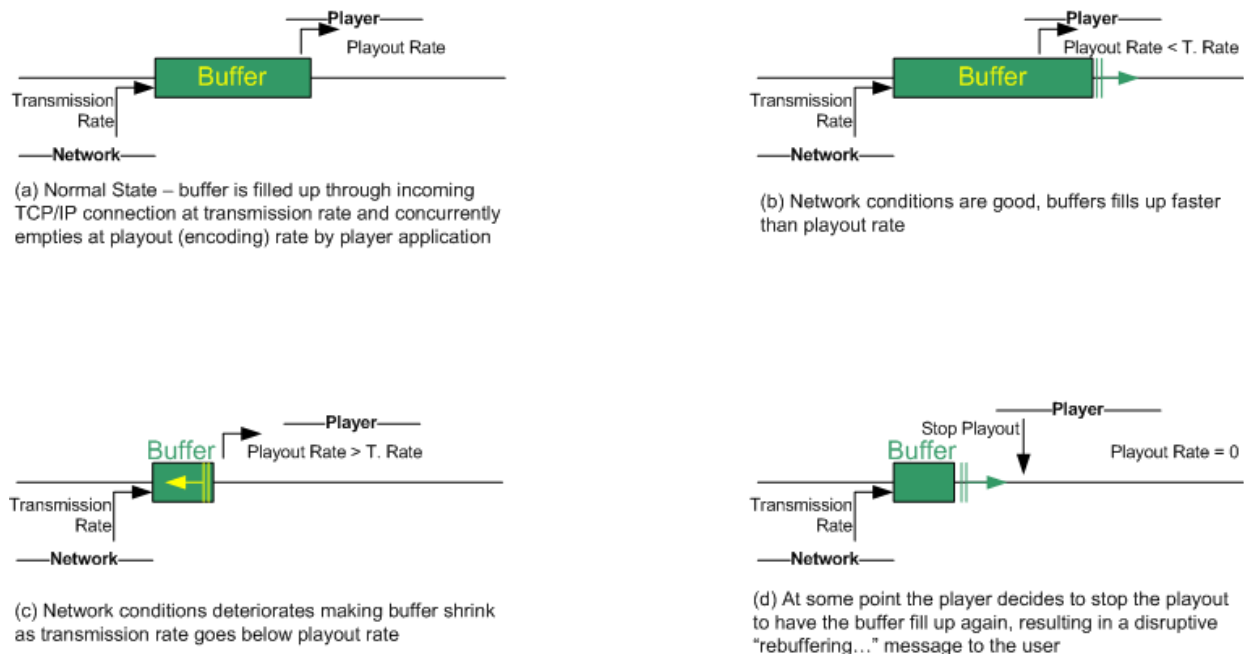 Player
Playout Rate
Buffer
Transmission
Rate
Network
(a) Normal State – buffer is filled up through incoming
TCP/IP connection at transmission rate and concurrently
empties at playout (encoding) rate by player application
Player
Playout Rate < T. Rate
Buffer
Transmission
Rate
Network
(b) Network conditions are good, buffers fills up faster
than playout rate
Player
Buffer
Playout Rate > T. Rate
Transmission
Rate
Network
(c) Network conditions deteriorates making buffer shrink
as transmission rate goes below playout rate
Player
Stop Playout
Buffer
Playout Rate = 0
Transmission
Rate
Network
(d) At some point the player decides to stop the playout
to have the buffer fill up again, resulting in a disruptive
“rebuffering…” message to the user